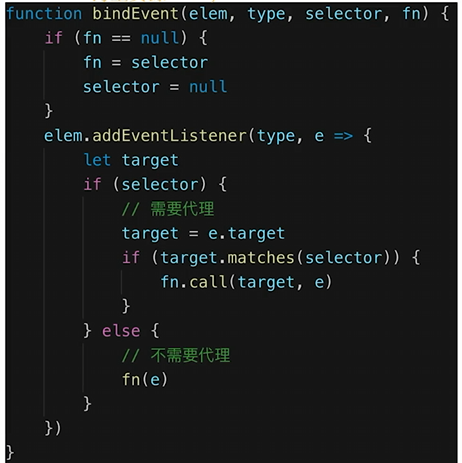 function bindEvent(elem, type, selector, fn) {
    if (fn == null) {
        fn = selector
        selector = null
    }
    elem.addEventListener(type, e => {
        let target
        if (selector) {
            // 需要代理
            target = e.target
            if (target.matches(selector)) {
                fn.call(target, e)
            }
        } else {
            // 不需要代理
            fn(e)
        }
    })
}